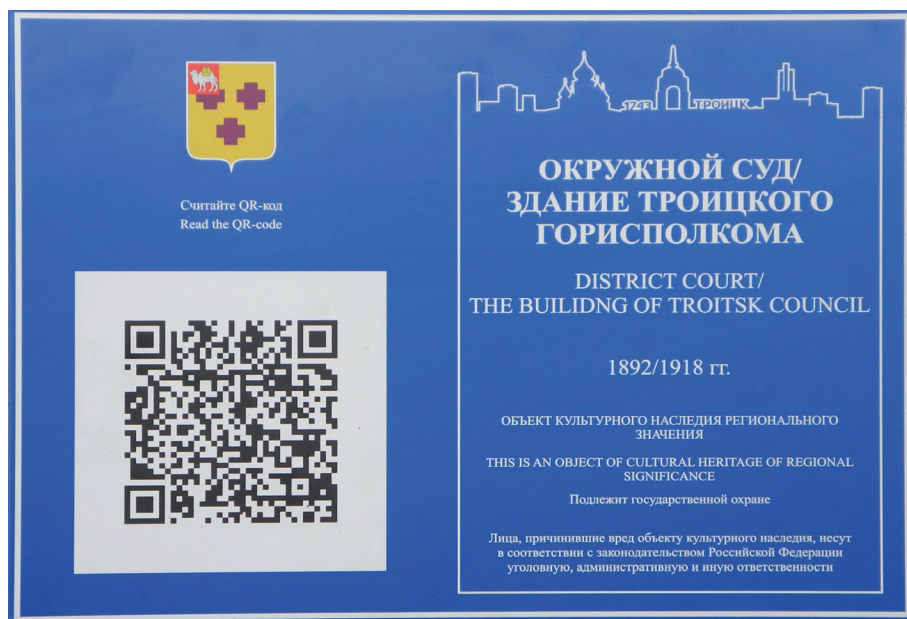 Считайте QR-код
Read the QR-code
1743 ТРОИЦК
ОКРУЖНОЙ СУД/
ЗДАНИЕ ТРОИЦКОГО
ГОРИСПОЛКОМА
DISTRICT COURT/
THE BUILIDNG OF TROITSK COUNCIL
1892/1918 гг.
ОБЪЕКТ КУЛЬТУРНОГО НАСЛЕДИЯ РЕГИОНАЛЬНОГО
ЗНАЧЕНИЯ
THIS IS AN OBJECT OF CULTURAL HERITAGE OF REGIONAL
SIGNIFICANCE
Подлежит государственной охране
Лица, причинившие вред объекту культурного наследия, несут
в соответствии с законодательством Российской Федерации
уголовную, административную и иную ответственности